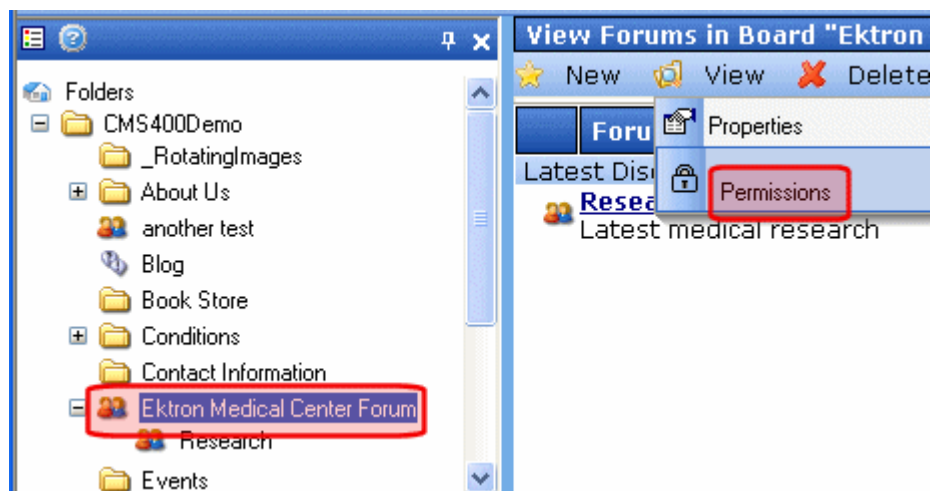 Folders
CMS400Demo
_RotatingImages
About Us
another test
Blog
Book Store
Conditions
Contact Information
Ektron Medical Center Forum
Research
Events
View Forums in Board "Ektron
New View Delete
Foru
Properties
Latest Dis
Permissions
Resea
Latest medical research